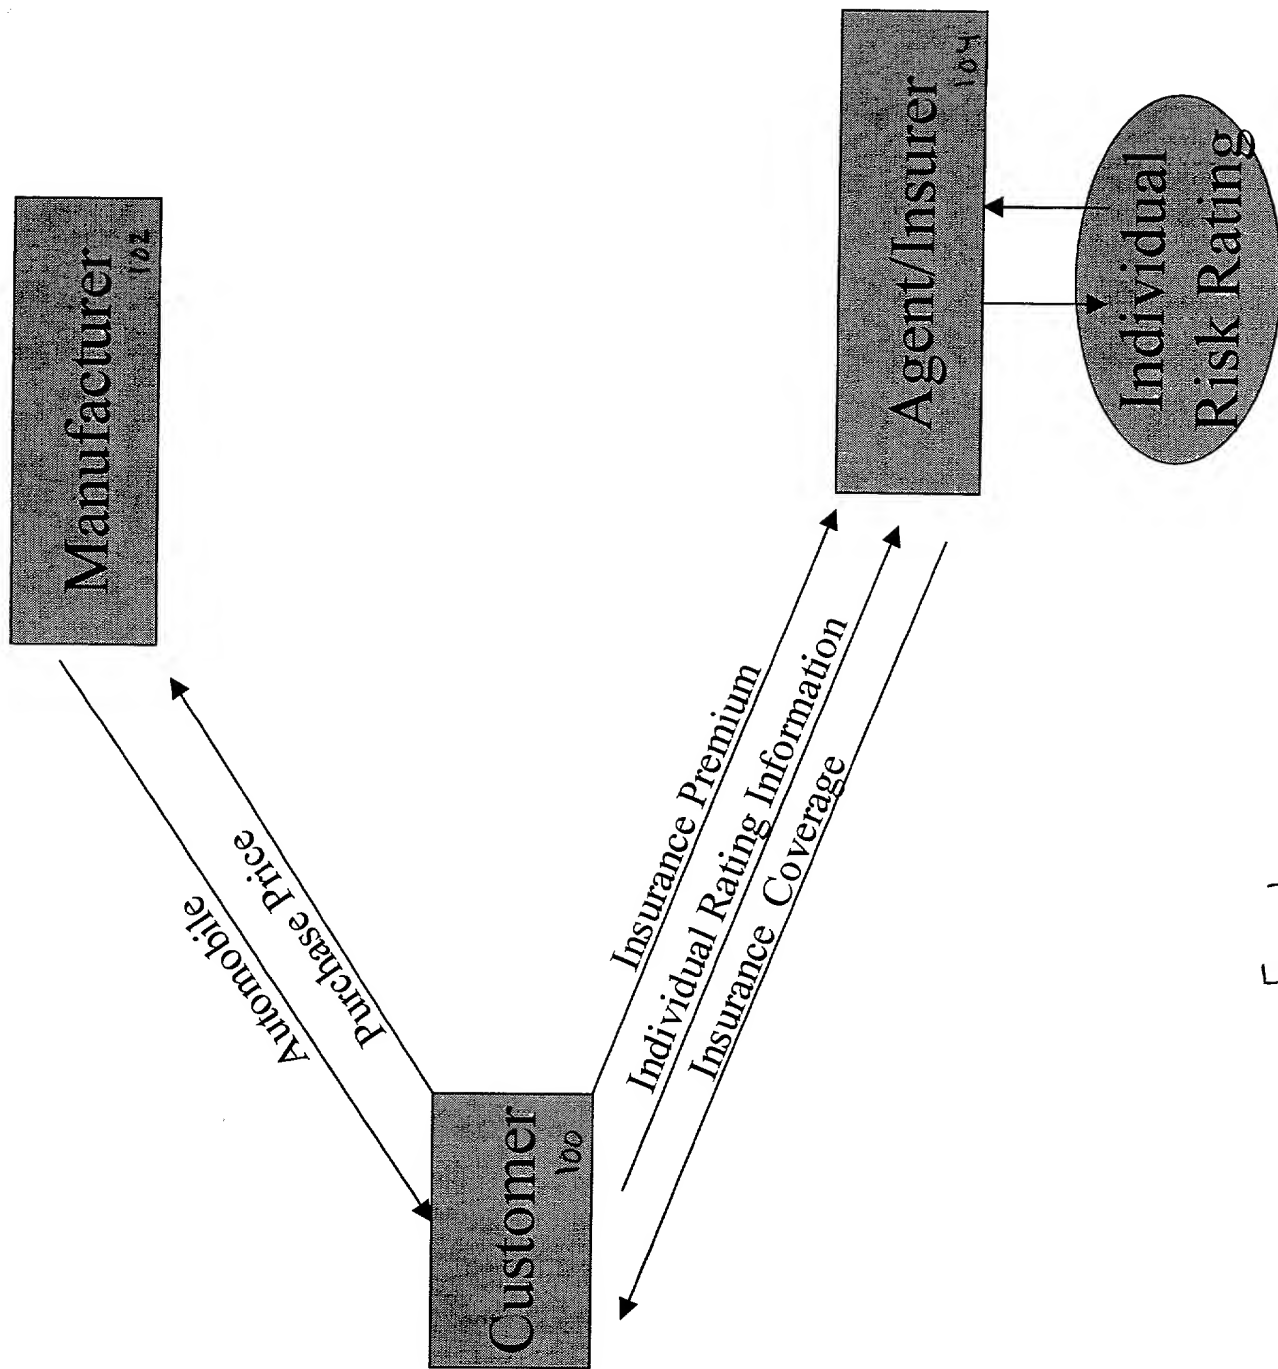 Manufacturer
102
Automobile
Purchase Price
Customer
100
Insurance Premium
Individual Rating Information
Insurance Coverage
Agent/Insurer
104
Individual
Risk Rating